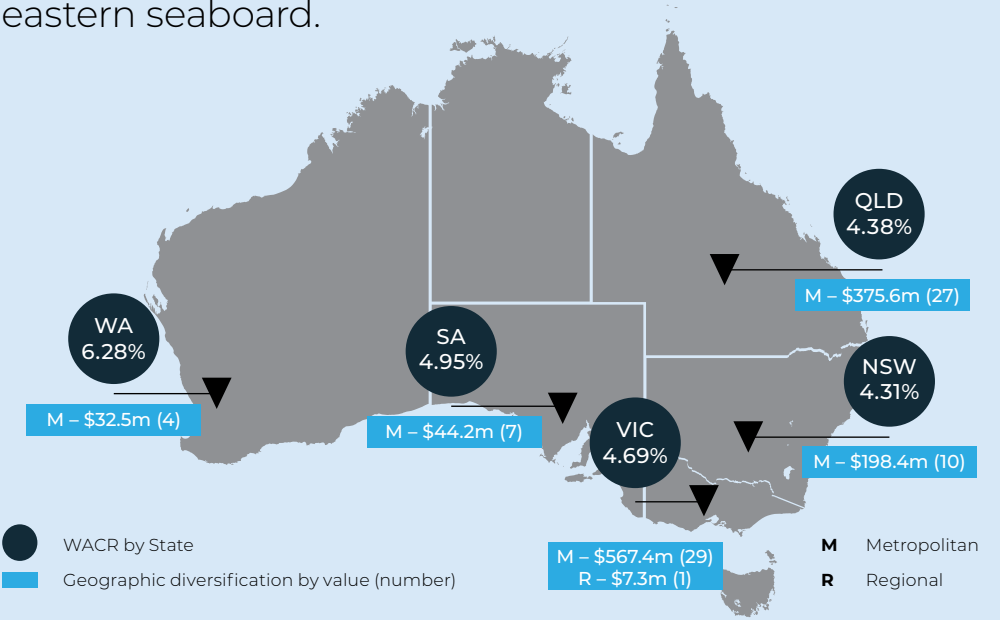 eastern seaboard.
QLD
4.38%
M – $375.6m (27)
WA
6.28%
M – $32.5m (4)
SA
4.95%
M – $44.2m (7)
NSW
4.31%
M – $198.4m (10)
VIC
4.69%
M – $567.4m (29)
R – $7.3m (1)
WACR by State
Geographic diversification by value (number)
M Metropolitan
R Regional